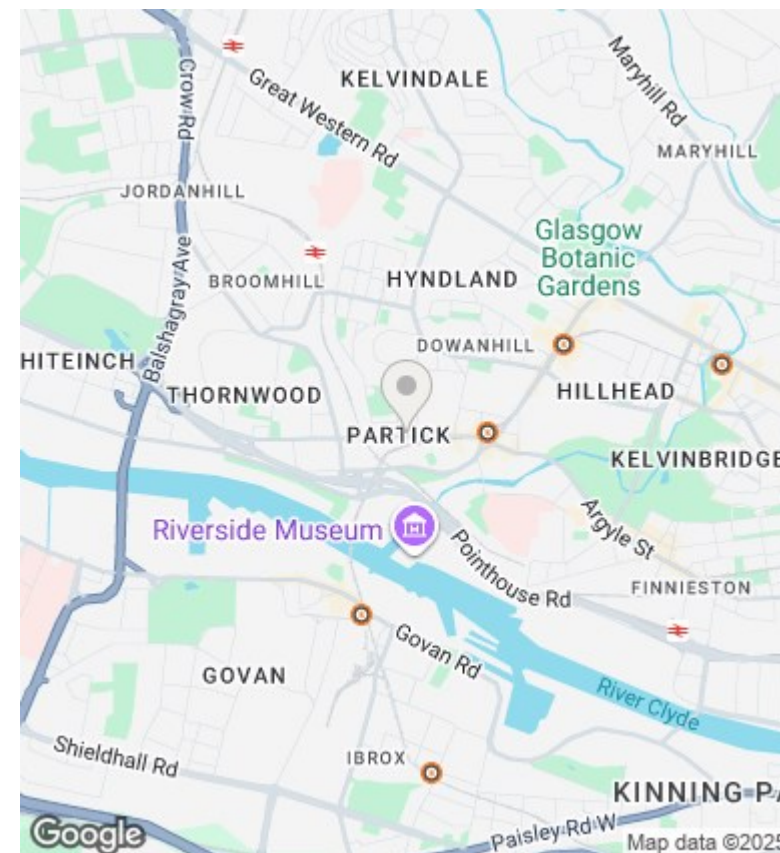 Crow Rd
KELVINDALE
Maryhill Rd
Great Western Rd
MARYHILL
JORDANHILL
Glasgow
Botanic
Gardens
BROOMHILL
HYNDLAND
Balshagray Ave
DOWANHILL
HITEINCH
THORNWOOD
HILLHEAD
PARTICK
KELVINBRIDGE
Argyle St
Riverside Museum
Pointhouse Rd
FINNIESTON
Govan Rd
GOVAN
River Clyde
Shieldhall Rd
IBROX
KINNING PA
Paisley Rd W
Google
Map data ©2025